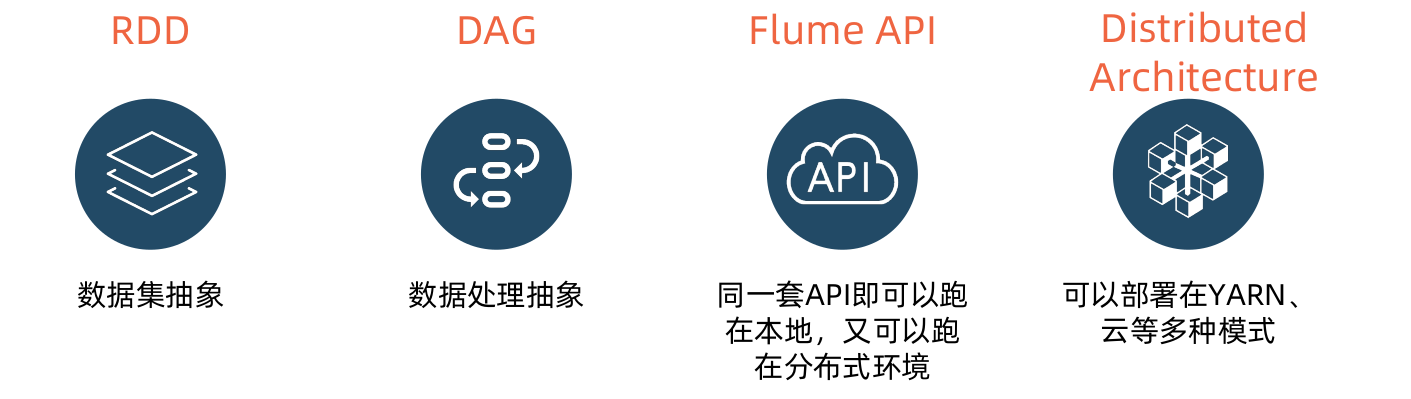 RDD
数据集抽象
DAG
数据处理抽象
Flume API
API
同一套API即可以跑
在本地，又可以跑
在分布式环境
Distributed
Architecture
可以部署在YARN、
云等多种模式